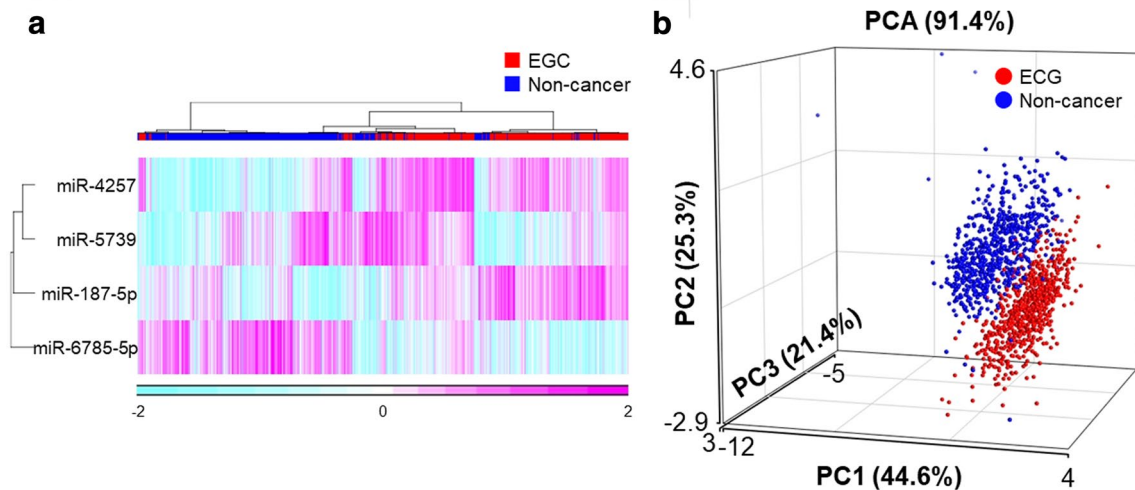 a
EGC
Non-cancer
miR-4257
miR-5739
miR-187-5p
miR-6785-5p
-2
0
2
b
PCA (91.4%)
4.6
ECG
Non-cancer
PC2 (25.3%)
PC3 (21.4%)
-5
-2.9
3
-12
PC1 (44.6%)
4